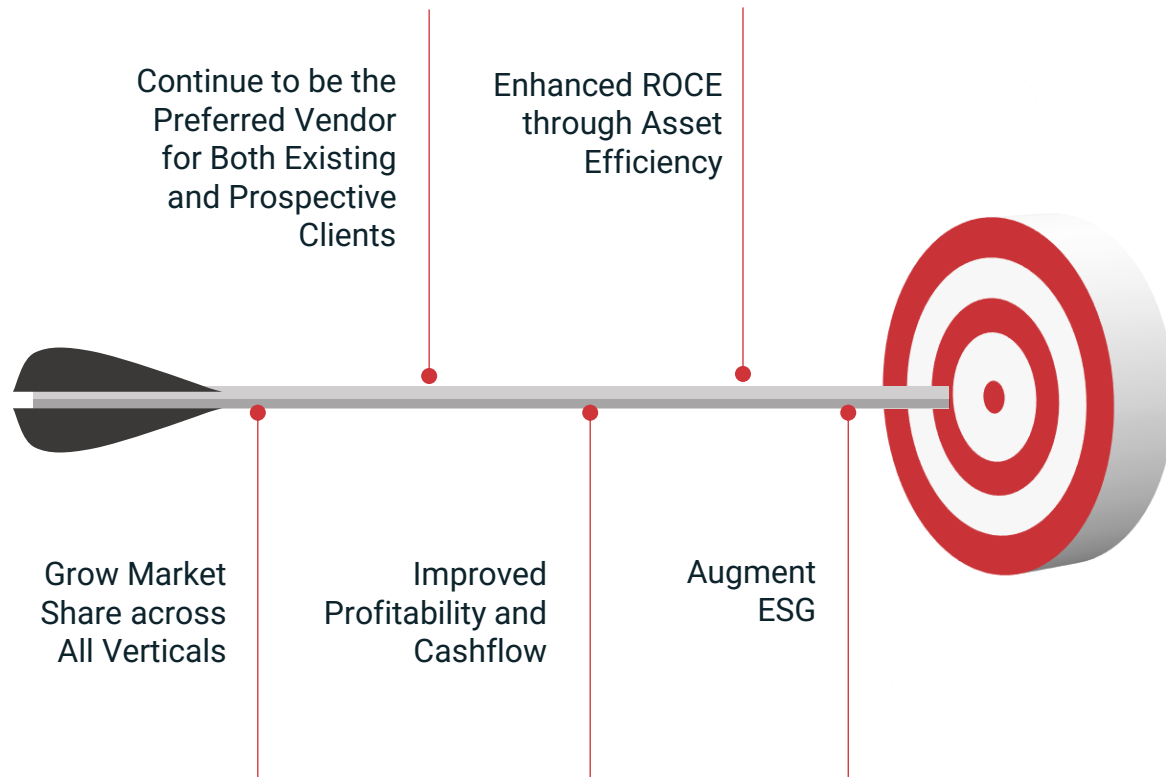 Continue to be the
Preferred Vendor
for Both Existing
and Prospective
Clients
Enhanced ROCE
through Asset
Efficiency
Grow Market
Share across
All Verticals
Improved
Profitability and
Cashflow
Augment
ESG